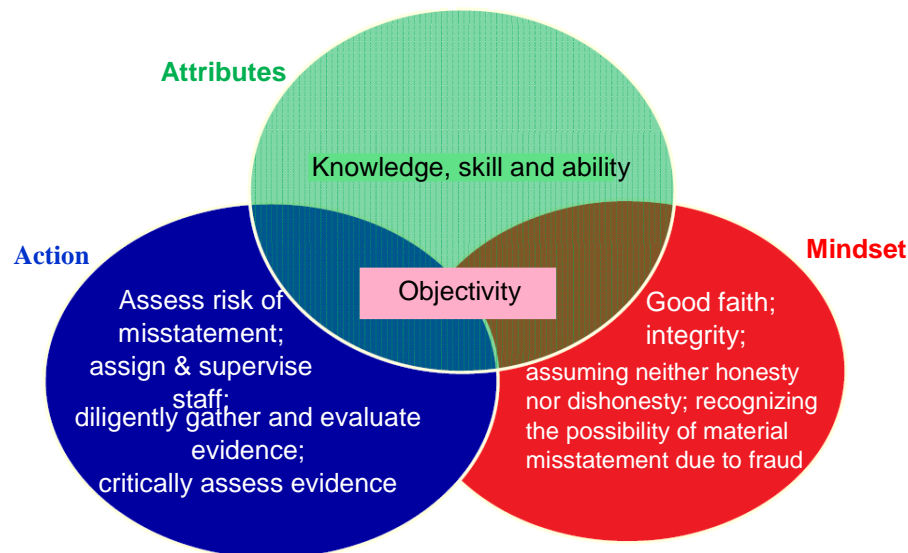 Attributes
Knowledge, skill and ability
Action
Mindset
Objectivity
Assess risk of
misstatement;
assign & supervise
staff;
diligently gather and evaluate
evidence;
critically assess evidence
Good faith;
integrity;
assuming neither honesty
nor dishonesty; recognizing
the possibility of material
misstatement due to fraud